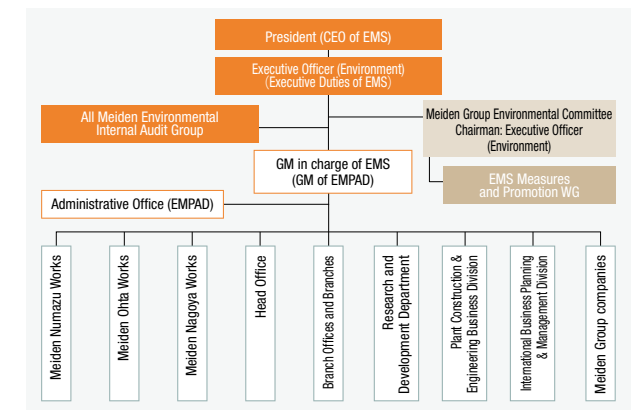 President (CEO of EMS)
Executive Officer (Environment)
(Executive Duties of EMS)
All Meiden Environmental
Internal Audit Group
Meiden Group Environmental Committee
Chairman: Executive Officer
(Environment)
GM in charge of EMS
(GM of EMPAD)
EMS Measures
and Promotion WG
Administrative Office (EMPAD)
Meiden Numazu Works
Meiden Ohta Works
Meiden Nagoya Works
Head Office
Branch Offices and Branches
Research and
Development Department
Plant Construction &
Engineering Business Division
International Business Planning
& Management Division
Meiden Group companies